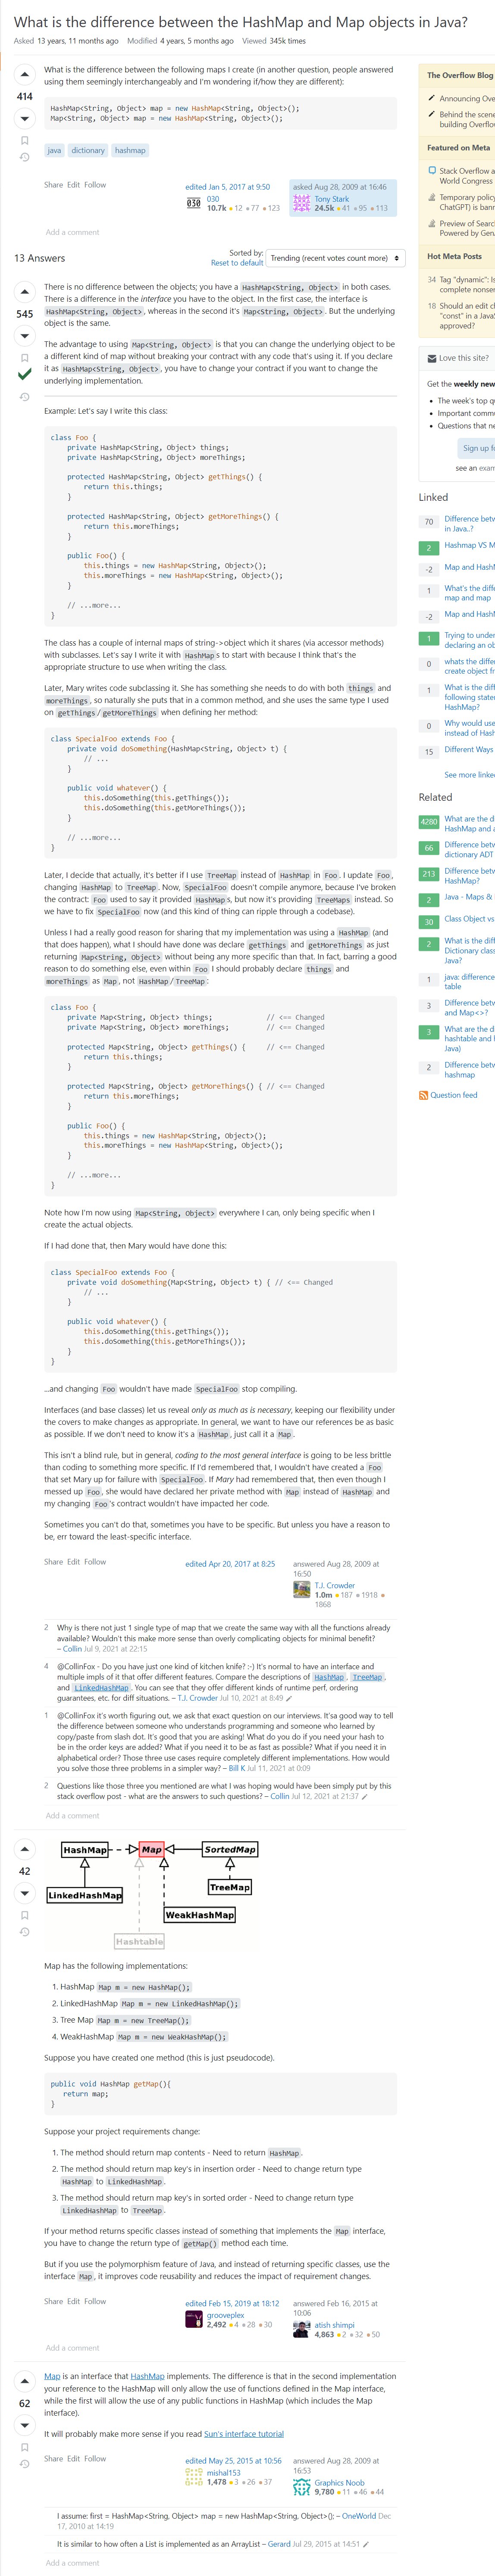 What is the difference between the HashMap and Map objects in Java?
Asked 13 years, 11 months ago Modified 4 years, 5 months ago Viewed 345k times
414
What is the difference between the following maps I create (in another question, people answered
using them seemingly interchangeably and I'm wondering if/how they are different):
HashMap<String, Object> map = new HashMap<String, Object>();
Map<String, Object> map = new HashMap<String, Object>();
java dictionary hashmap
Share Edit Follow
edited Jan 5, 2017 at 9:50
030
10.7k 12 77 123
asked Aug 28, 2009 at 16:46
Tony Stark
24.5k 41 95 113
Add a comment
13 Answers
Sorted by:
Reset to default
Trending (recent votes count more)
545
There is no difference between the objects; you have a HashMap<String, Object> in both cases.
There is a difference in the interface you have to the object. In the first case, the interface is
HashMap<String, Object>, whereas in the second it's Map<String, Object>. But the underlying
object is the same.
The advantage to using Map<String, Object> is that you can change the underlying object to be
a different kind of map without breaking your contract with any code that's using it. If you declare
it as HashMap<String, Object>, you have to change your contract if you want to change the
underlying implementation.
Example: Let's say I write this class:
class Foo {
private HashMap<String, Object> things;
private HashMap<String, Object> moreThings;
protected HashMap<String, Object> getThings() {
return this.things;
}
protected HashMap<String, Object> getMoreThings() {
return this.moreThings;
}
public Foo() {
this.things = new HashMap<String, Object>();
this.moreThings = new HashMap<String, Object>();
}
// ...more...
}
The class has a couple of internal maps of string->object which it shares (via accessor methods)
with subclasses. Let's say I write it with HashMap s to start with because I think that's the
appropriate structure to use when writing the class.
Later, Mary writes code subclassing it. She has something she needs to do with both things and
moreThings, so naturally she puts that in a common method, and she uses the same type I used
on getThings/getMoreThings when defining her method:
class SpecialFoo extends Foo {
private void doSomething(HashMap<String, Object> t) {
// ...
}
public void whatever() {
this.doSomething(this.getThings());
this.doSomething(this.getMoreThings());
}
// ...more...
}
Later, I decide that actually, it's better if I use TreeMap instead of HashMap in Foo. I update Foo,
changing HashMap to TreeMap. Now, SpecialFoo doesn't compile anymore, because I've broken
the contract: Foo used to say it provided HashMap s, but now it's providing TreeMaps instead. So
we have to fix SpecialFoo now (and this kind of thing can ripple through a codebase).
Unless I had a really good reason for sharing that my implementation was using a HashMap (and
that does happen), what I should have done was declare getThings and getMoreThings as just
returning Map<String, Object> without being any more specific than that. In fact, barring a good
reason to do something else, even within Foo I should probably declare things and
moreThings as Map, not HashMap/TreeMap:
class Foo {
private Map<String, Object> things; // <== Changed
private Map<String, Object> moreThings; // <== Changed
protected Map<String, Object> getThings() { // <== Changed
return this.things;
}
protected Map<String, Object> getMoreThings() { // <== Changed
return this.moreThings;
}
public Foo() {
this.things = new HashMap<String, Object>();
this.moreThings = new HashMap<String, Object>();
}
// ...more...
}
Note how I'm now using Map<String, Object> everywhere I can, only being specific when I
create the actual objects.
If I had done that, then Mary would have done this:
class SpecialFoo extends Foo {
private void doSomething(Map<String, Object> t) { // <== Changed
// ...
}
public void whatever() {
this.doSomething(this.getThings());
this.doSomething(this.getMoreThings());
}
}
...and changing Foo wouldn't have made SpecialFoo stop compiling.
Interfaces (and base classes) let us reveal only as much as is necessary, keeping our flexibility under
the covers to make changes as appropriate. In general, we want to have our references be as basic
as possible. If we don't need to know it's a HashMap, just call it a Map.
This isn't a blind rule, but in general, coding to the most general interface is going to be less brittle
than coding to something more specific. If I'd remembered that, I wouldn't have created a Foo
that set Mary up for failure with SpecialFoo. If Mary had remembered that, then even though I
messed up Foo, she would have declared her private method with Map instead of HashMap and
my changing Foo's contract wouldn't have impacted her code.
Sometimes you can't do that, sometimes you have to be specific. But unless you have a reason to
be, err toward the least-specific interface.
Share Edit Follow
edited Apr 20, 2017 at 8:25
answered Aug 28, 2009 at
16:50
T.J. Crowder
1.0m 187 1918
1868
2 Why is there not just 1 single type of map that we create the same way with all the functions already
available? Wouldn't this make more sense than overly complicating objects for minimal benefit?
– Collin Jul 9, 2021 at 22:15
4 @CollinFox - Do you have just one kind of kitchen knife? :-) It's normal to have an interface and
multiple impls of it that offer different features. Compare the descriptions of HashMap, TreeMap,
and LinkedHashMap. You can see that they offer different kinds of runtime perf, ordering
guarantees, etc. for diff situations. – T.J. Crowder Jul 10, 2021 at 8:49
1 @CollinFox it's worth figuring out, we ask that exact question on our interviews. It'sa good way to tell
the difference between someone who understands programming and someone who learned by
copy/paste from slash dot. It's good that you are asking! What do you do if you need your hash to
be in the order keys are added? What if you need it to be as fast as possible? What if you need it in
alphabetical order? Those three use cases require completely different implementations. How would
you solve those three problems in a simpler way? – Bill K Jul 11, 2021 at 0:09
2 Questions like those three you mentioned are what I was hoping would have been simply put by this
stack overflow post - what are the answers to such questions? – Collin Jul 12, 2021 at 21:37
Add a comment
42
HashMap Map SortedMap
LinkedHashMap TreeMap
WeakHashMap
Hashtable
Map has the following implementations:
1. HashMap Map m = new HashMap();
2. LinkedHashMap Map m = new LinkedHashMap();
3. Tree Map Map m = new TreeMap();
4. WeakHashMap Map m = new WeakHashMap();
Suppose you have created one method (this is just pseudocode).
public void HashMap getMap(){
return map;
}
Suppose your project requirements change:
1. The method should return map contents - Need to return HashMap.
2. The method should return map key's in insertion order - Need to change return type
HashMap to LinkedHashMap.
3. The method should return map key's in sorted order - Need to change return type
LinkedHashMap to TreeMap.
If your method returns specific classes instead of something that implements the Map interface,
you have to change the return type of getMap() method each time.
But if you use the polymorphism feature of Java, and instead of returning specific classes, use the
interface Map, it improves code reusability and reduces the impact of requirement changes.
Share Edit Follow
edited Feb 15, 2019 at 18:12
grooveplex
2,492 4 28 30
answered Feb 16, 2015 at
10:06
atish shimpi
4,863 2 32 50
Add a comment
62
Map is an interface that HashMap implements. The difference is that in the second implementation
your reference to the HashMap will only allow the use of functions defined in the Map interface,
while the first will allow the use of any public functions in HashMap (which includes the Map
interface).
It will probably make more sense if you read Sun's interface tutorial
Share Edit Follow
edited May 25, 2015 at 10:56
mishal153
1,478 3 26 37
answered Aug 28, 2009 at
16:53
Graphics Noob
9,780 11 46 44
I assume: first = HashMap<String, Object> map = new HashMap<String, Object>(); – OneWorld Dec
17, 2010 at 14:19
It is similar to how often a List is implemented as an ArrayList – Gerard Jul 29, 2015 at 14:51
Add a comment
The Overflow Blog
Announcing Ove
Behind the scene
building Overflo
Featured on Meta
Stack Overflow a
World Congress
Temporary policy
ChatGPT) is bann
Preview of Searc
Powered by Gen
Hot Meta Posts
34 Tag "dynamic": Is
complete nonsen
18 Should an edit cl
"const" in a JavaS
approved?
Love this site?
Get the weekly new
The week's top q
Important comm
Questions that ne
Sign up fo
see an exam
Linked
70 Difference betw
in Java..?
2 Hashmap VS M
-2 Map and HashM
1 What's the diffe
map and map
-2 Map and HashM
1 Trying to under
declaring an ob
0 whats the differ
create object fr
1 What is the diff
following state
HashMap?
0 Why would use
instead of Hash
15 Different Ways
See more linked
Related
4280 What are the d
HashMap and
66 Difference betw
dictionary ADT
213 Difference betw
HashMap?
2 Java - Maps &
30 Class Object vs
2 What is the diff
Dictionary class
Java?
1 java: difference
table
3 Difference betw
and Map<>?
3 What are the d
hashtable and
Java)
2 Difference betw
hashmap
Question feed